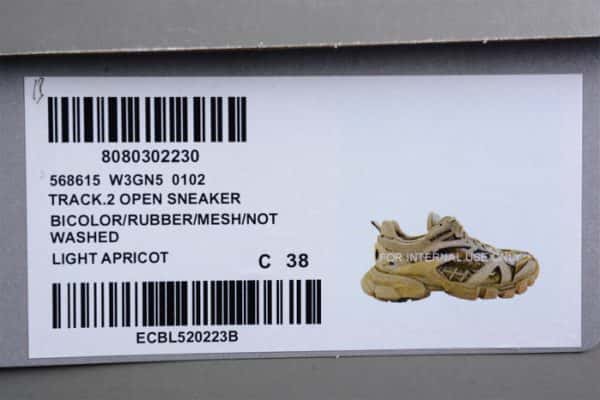 8080302230
568615 W3GN5 0102
TRACK.2 OPEN SNEAKER
BICOLOR/RUBBER/MESH/NOT
WASHED
LIGHT APRICOT C 38
FOR INTERNAL USE ONLY
ECBL520223B